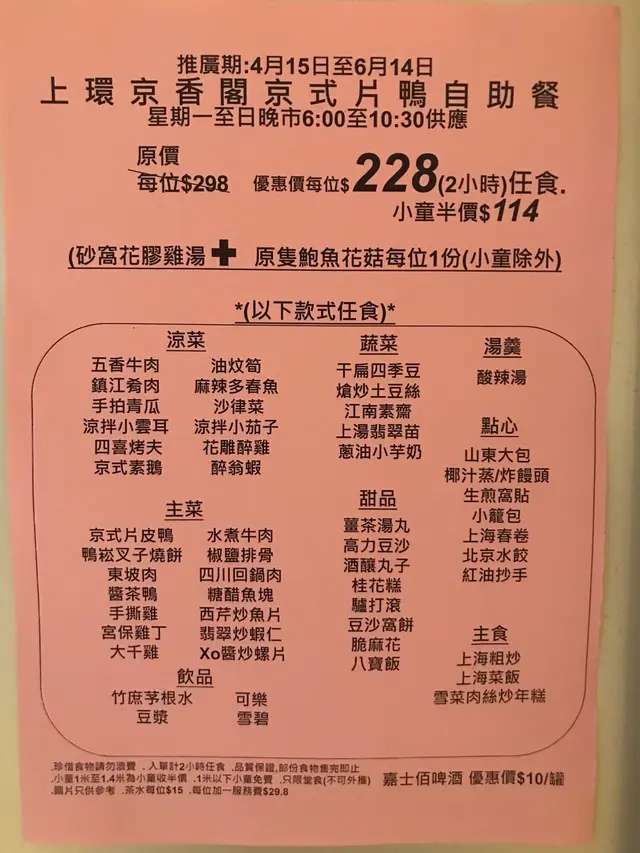 推廣期:4月15日至6月14日
上環京香閣京式片鴨自助餐
星期一至日晚市6:00至10:30供應
原價
每位$298 優惠價每位$228(2小時)任食.
小童半價$114
(砂窩花膠雞湯✚ 原隻鮑魚花菇每位1份(小童除外)
*(以下款式任食)*
涼菜
五香牛肉 油炆筍
鎮江肴肉 麻辣多春魚
手拍青瓜 沙律菜
涼拌小雲耳 涼拌小茄子
四喜烤夫 花雕醉雞
京式素鵝 醉翁蝦
主菜
京式片皮鴨 水煮牛肉
鴨崧叉子燒餅 椒鹽排骨
東坡肉 四川回鍋肉
醬茶鴨 糖醋魚塊
手撕雞 西芹炒魚片
宮保雞丁 翡翠炒蝦仁
大千雞 Xo醬炒螺片
飲品
竹庶芧根水 可樂
豆漿 雪碧
蔬菜
干扁四季豆
熗炒土豆絲
江南素齋
上湯翡翠苗
蔥油小芋奶
甜品
薑茶湯丸
高力豆沙
酒釀丸子
桂花糕
驢打滾
豆沙窩餅
脆麻花
八寶飯
湯羹
酸辣湯
點心
山東大包
椰汁蒸/炸饅頭
生煎窩貼
小籠包
上海春卷
北京水餃
紅油抄手
主食
上海粗炒
上海菜飯
雪菜肉絲炒年糕
.珍惜食物請勿浪費 .入單計2小時任食 .品質保證,部份食物售完即止
.小童1米至1.4米為小童收半價 .1米以下小童免費 .只限堂食(不可外攞)
.圖片只供參考 .茶水每位$15 .每位加一服務費$29.8
嘉士佰啤酒 優惠價$10/罐